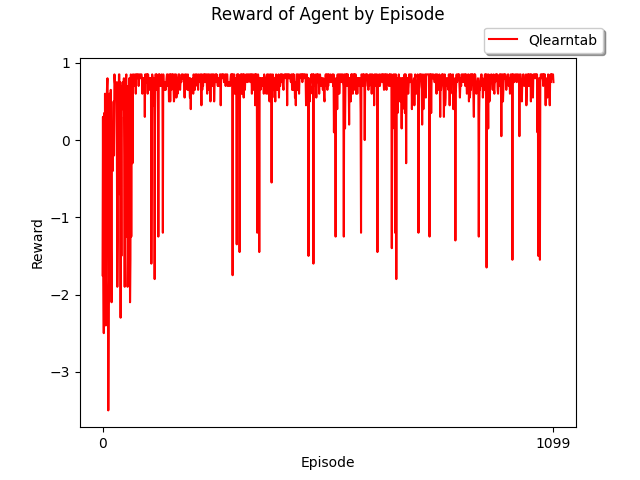 Reward of Agent by Episode
Qlearntab
1
0
−1
−2
−3
Reward
0
1099
Episode